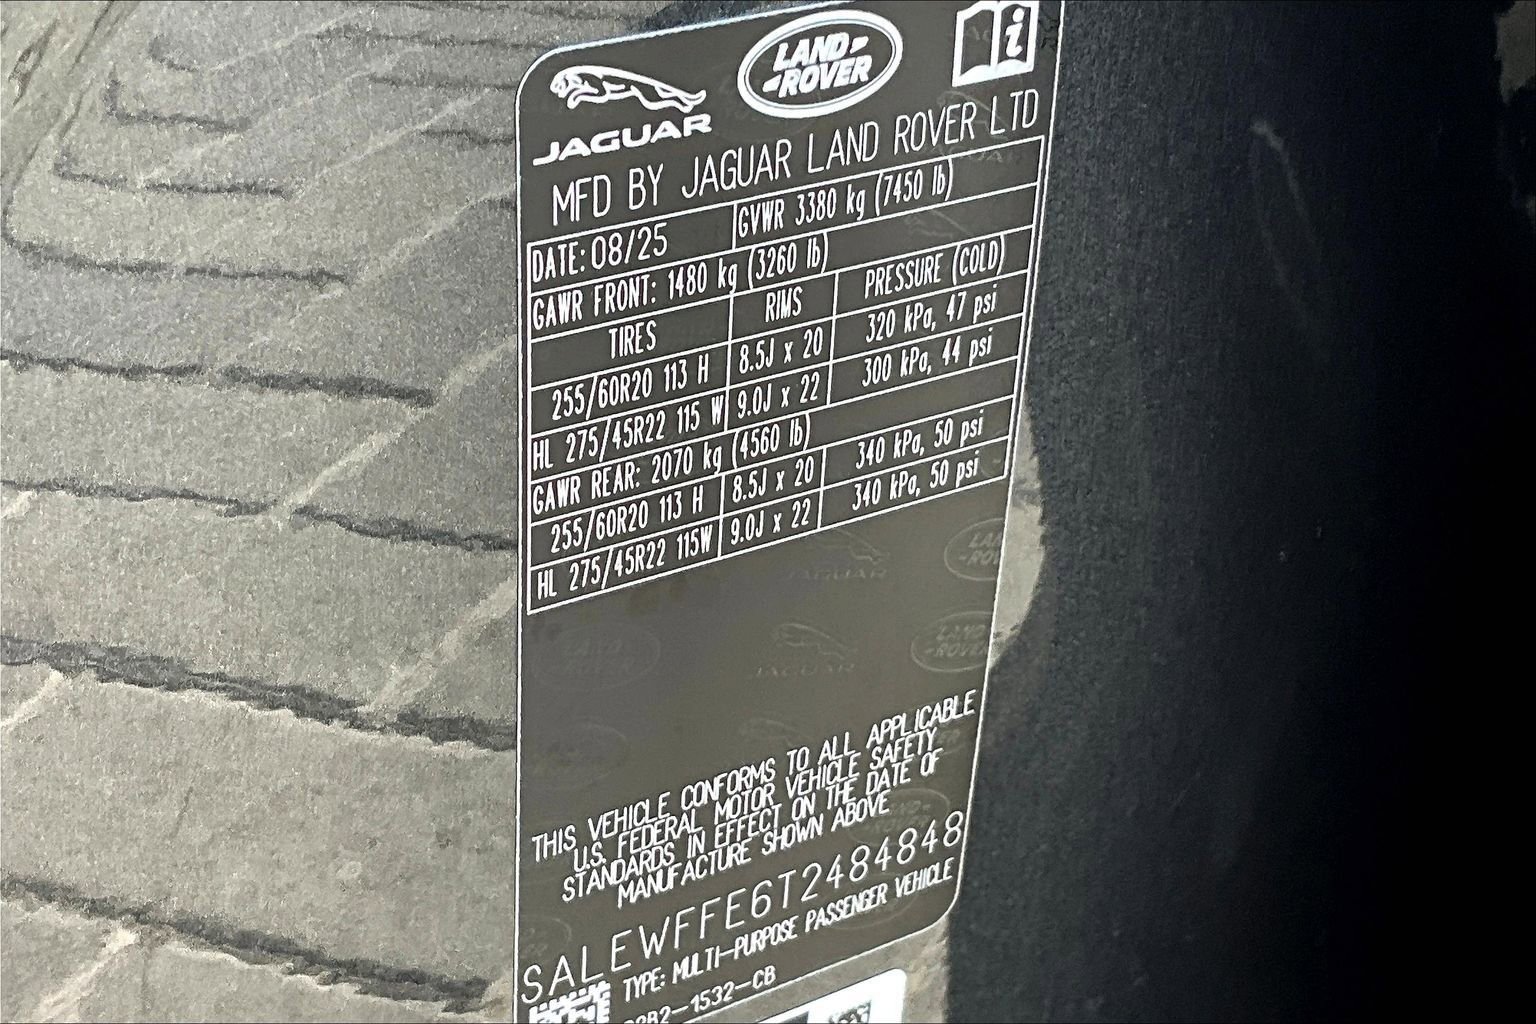 JAGUAR
LAND
ROVER
MFD BY JAGUAR LAND ROVER LTD
DATE: 08/25 GVWR 3380 kg (7450 lb)
GAWR FRONT: 1480 kg (3260 lb)
TIRES RIMS PRESSURE (COLD)
255/60R20 113 H 8.5J x 20 320 kPa, 47 psi
HL 275/45R22 115 W 9.0J x 22 300 kPa, 44 psi
GAWR REAR: 2070 kg (4560 lb)
255/60R20 113 H 8.5J x 20 340 kPa, 50 psi
HL 275/45R22 115W 9.0J x 22 340 kPa, 50 psi
THIS VEHICLE CONFORMS TO ALL APPLICABLE
U.S. FEDERAL MOTOR VEHICLE SAFETY
STANDARDS IN EFFECT ON THE DATE OF
MANUFACTURE SHOWN ABOVE
SALEWFFE6T2484848
TYPE: MULTI-PURPOSE PASSENGER VEHICLE